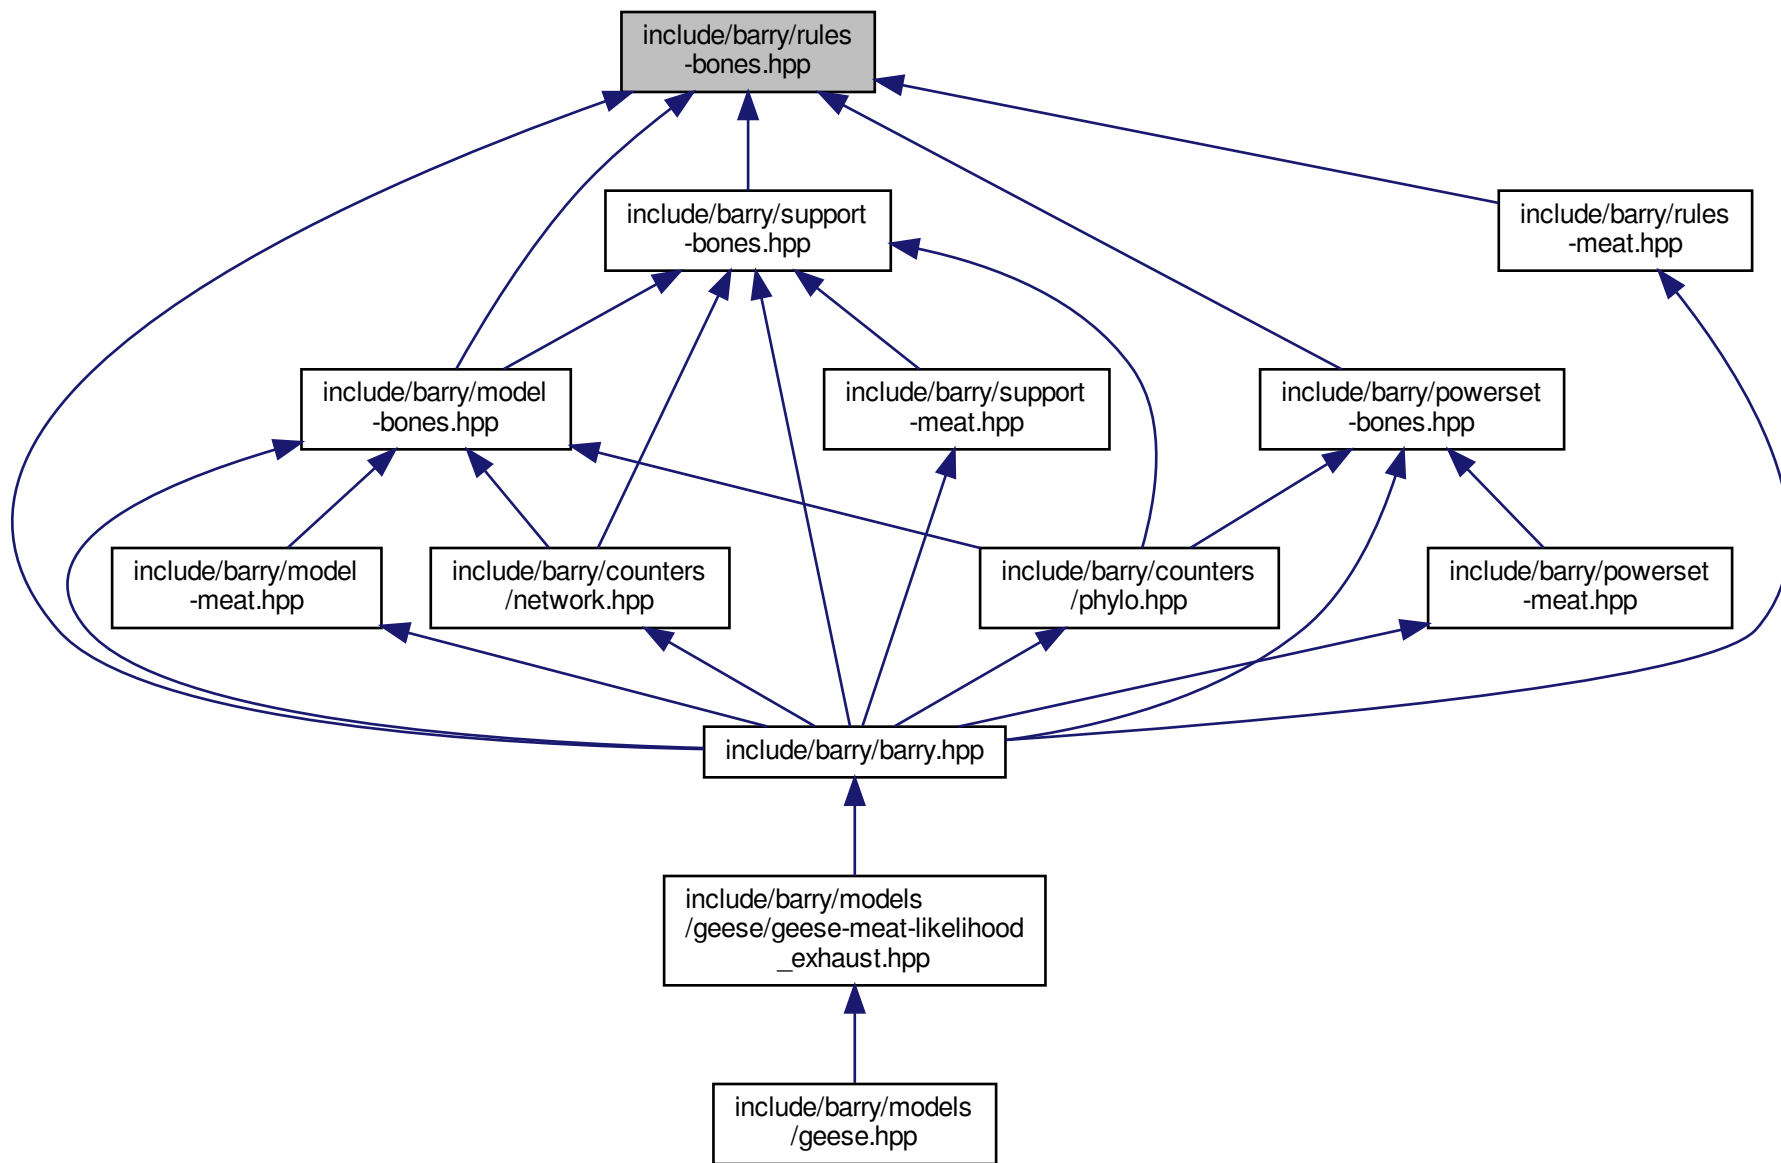 include/barry/rules
-bones.hpp
include/barry/support
-bones.hpp
include/barry/rules
-meat.hpp
include/barry/model
-bones.hpp
include/barry/support
-meat.hpp
include/barry/powerset
-bones.hpp
include/barry/model
-meat.hpp
include/barry/counters
/network.hpp
include/barry/counters
/phylo.hpp
include/barry/powerset
-meat.hpp
include/barry/barry.hpp
include/barry/models
/geese/geese-meat-likelihood
_exhaust.hpp
include/barry/models
/geese.hpp